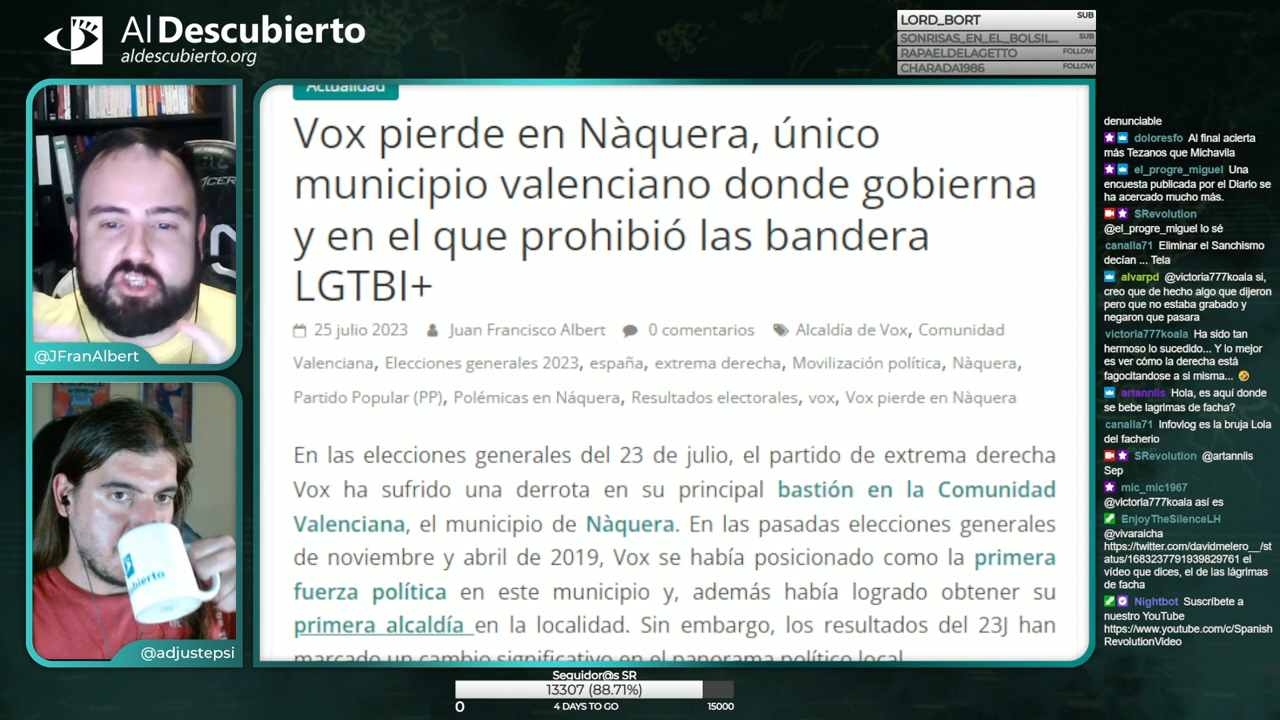 Al Descubierto
aldescubierto.org
LORD_BORT SUB
SONRISAS_EN_EL_BOLSIL... SUB
RAPAELDELAGETTO FOLLOW
CHARADA1986 FOLLOW
@JFranAlbert
@adjustepsi
Actualidad
Vox pierde en Nàquera, único
municipio valenciano donde gobierna
y en el que prohibió las bandera
LGTBI+
25 julio 2023 Juan Francisco Albert 0 comentarios Alcaldía de Vox, Comunidad
Valenciana, Elecciones generales 2023, españa, extrema derecha, Movilización política, Nàquera,
Partido Popular (PP), Polémicas en Náquera, Resultados electorales, vox, Vox pierde en Nàquera
En las elecciones generales del 23 de julio, el partido de extrema derecha
Vox ha sufrido una derrota en su principal bastión en la Comunidad
Valenciana, el municipio de Nàquera. En las pasadas elecciones generales
de noviembre y abril de 2019, Vox se había posicionado como la primera
fuerza política en este municipio y, además había logrado obtener su
primera alcaldía en la localidad. Sin embargo, los resultados del 23J han
marcado un cambio significativo en el panorama político local.
denunciable
doloresfo Al final acierta
más Tezanos que Michavila
el_progre_miguel Una
encuesta publicada por el Diario se
ha acercado mucho más.
SRevolution
@el_progre_miguel lo sé
canalla71 Eliminar el Sanchismo
decían ... Tela
alvarpd @victoria777koala si,
creo que de hecho algo que dijeron
pero que no estaba grabado y
negaron que pasara
victoria777koala Ha sido tan
hermoso lo sucedido... Y lo mejor
es ver cómo la derecha está
fagocitandose a si misma... 🤣
artanniis Hola, es aquí donde
se bebe lagrimas de facha?
canalla71 Infovlog es la bruja Lola
del facherio
SRevolution @artanniis
Sep
mic_mic1967
@victoria777koala así es
EnjoyTheSilenceLH
@vivaraicha
https://twitter.com/davidmelero__/st
atus/1683237791939829761 el
vídeo que dices, el de las lágrimas
de facha
Nightbot Suscríbete a
nuestro YouTube
https://www.youtube.com/c/Spanish
RevolutionVideo
Seguidor@s SR
13307 (88.71%)
0 4 DAYS TO GO 15000